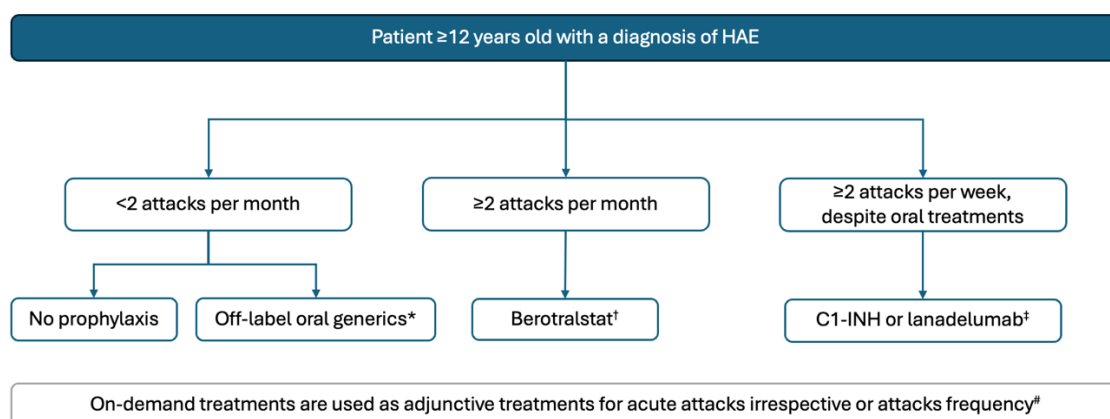 Patient ≥12 years old with a diagnosis of HAE
<2 attacks per month
≥2 attacks per month
≥2 attacks per week,
despite oral treatments
No prophylaxis
Off-label oral generics*
Berotralstat†
C1-INH or lanadelumab‡
On-demand treatments are used as adjunctive treatments for acute attacks irrespective or attacks frequency#